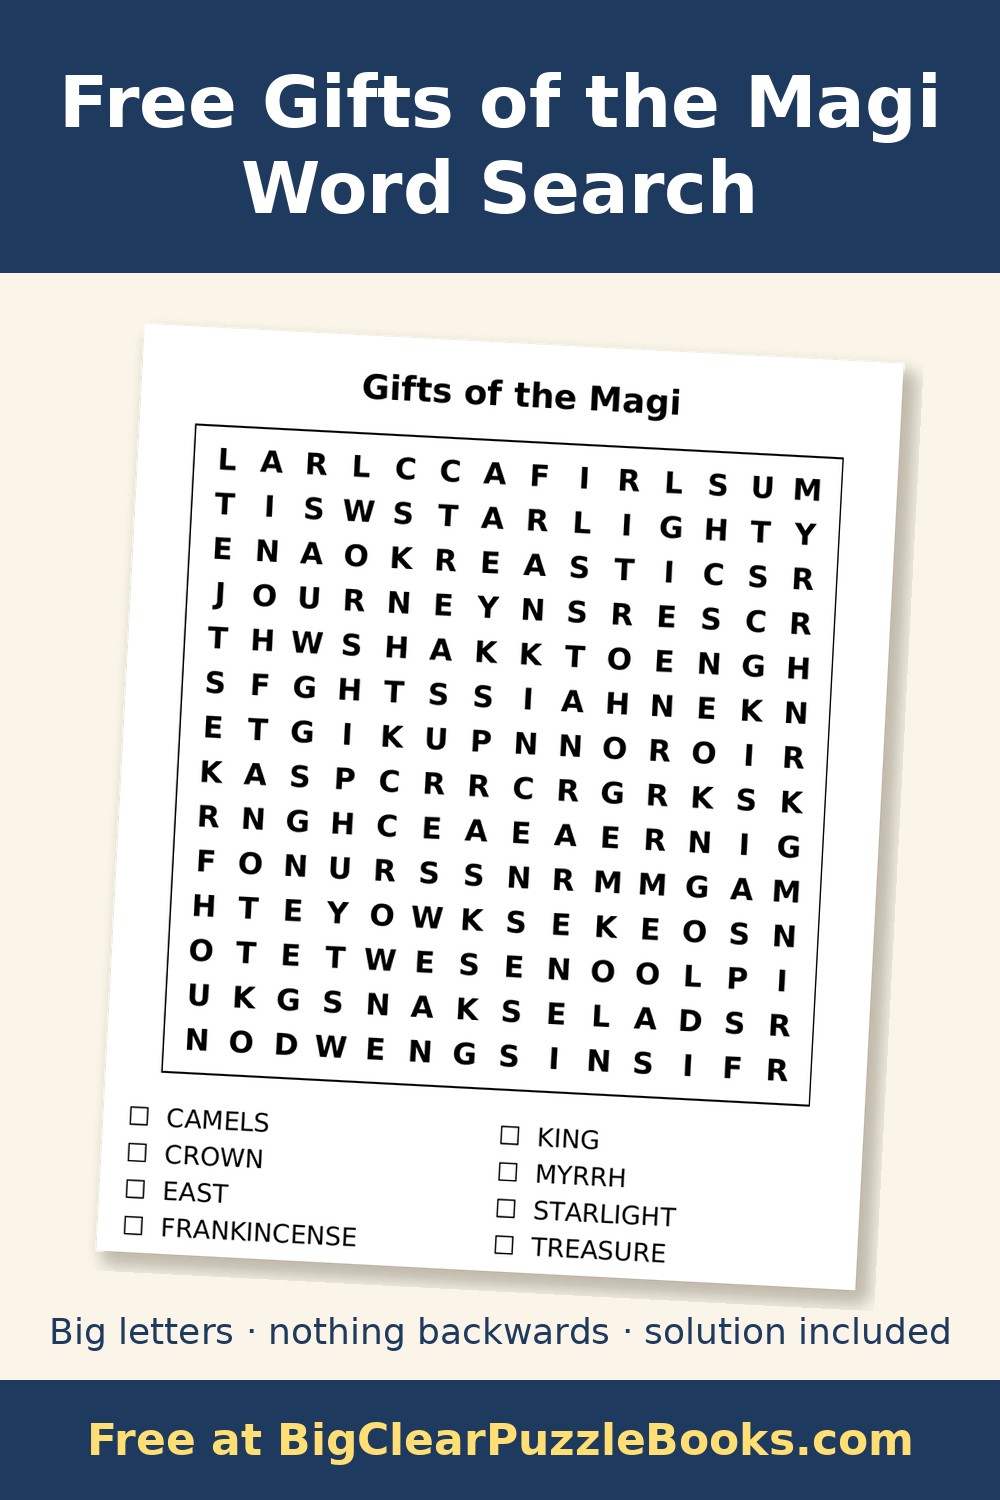 Free Gifts of the Magi
Word Search
Gifts of the Magi
L A R L C C A F I R L S U M
T I S W S T A R L I G H T Y
E N A O K R E A S T I C S R
J O U R N E Y N S R E S C R
T H W S H A K K T O E N G H
S F G H T S S I A H N E K N
E T G I K U P N N O R O I R
K A S P C R R C R G R K S K
R N G H C E A E A E R N I G
F O N U R S S N R M M G A M
H T E Y O W K S E K E O S N
O T E T W E S E N O O L P I
U K G S N A K S E L A D S R
N O D W E N G S I N S I F R
☐ CAMELS
☐ CROWN
☐ EAST
☐ FRANKINCENSE
☐ KING
☐ MYRRH
☐ STARLIGHT
☐ TREASURE
Big letters · nothing backwards · solution included
Free at BigClearPuzzleBooks.com